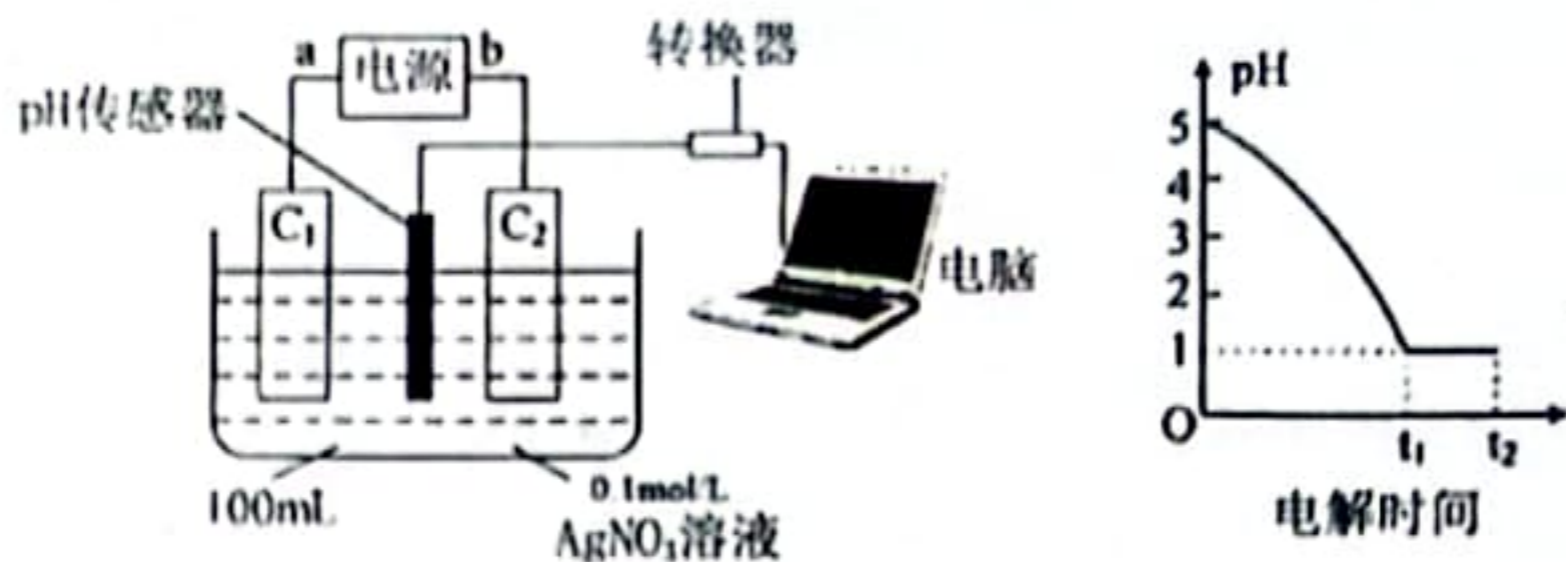 a 电源 b
转换器
pH传感器
C₁
C₂
电脑
100mL
0.1mol/L
AgNO₃溶液
pH
5
4
3
2
1
O
t₁ t₂
电解时间